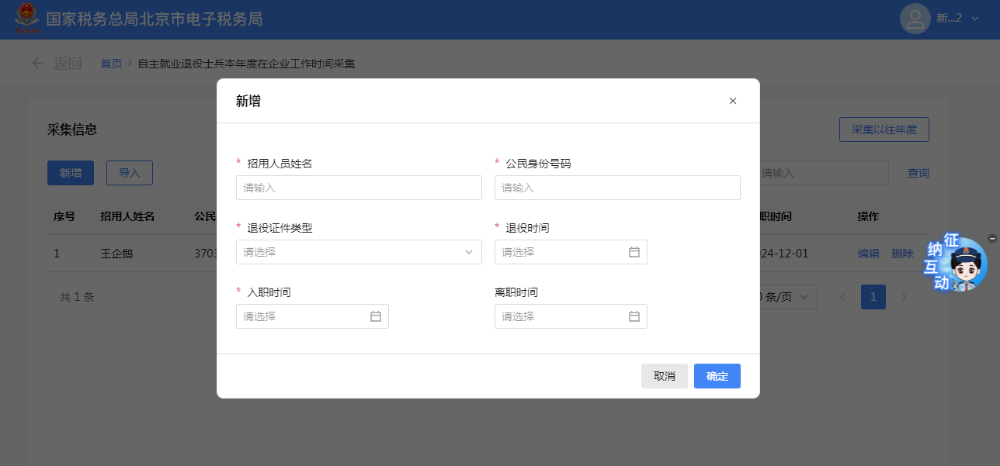 国家税务总局北京市电子税务局
新...2
返回
首页 > 自主就业退役士兵本年度在企业工作时间采集
新增
采集信息
采集以往年度
* 招用人员姓名
* 公民身份号码
请输入
请输入
新增
导入
请输入
查询
序号
招用人姓名
公民
职时间
操作
* 退役证件类型
* 退役时间
请选择
请选择
1
王企鹅
3703
24-12-01
编辑
删除
征纳互动
* 入职时间
离职时间
共 1 条
条/页
1
请选择
请选择
取消
确定